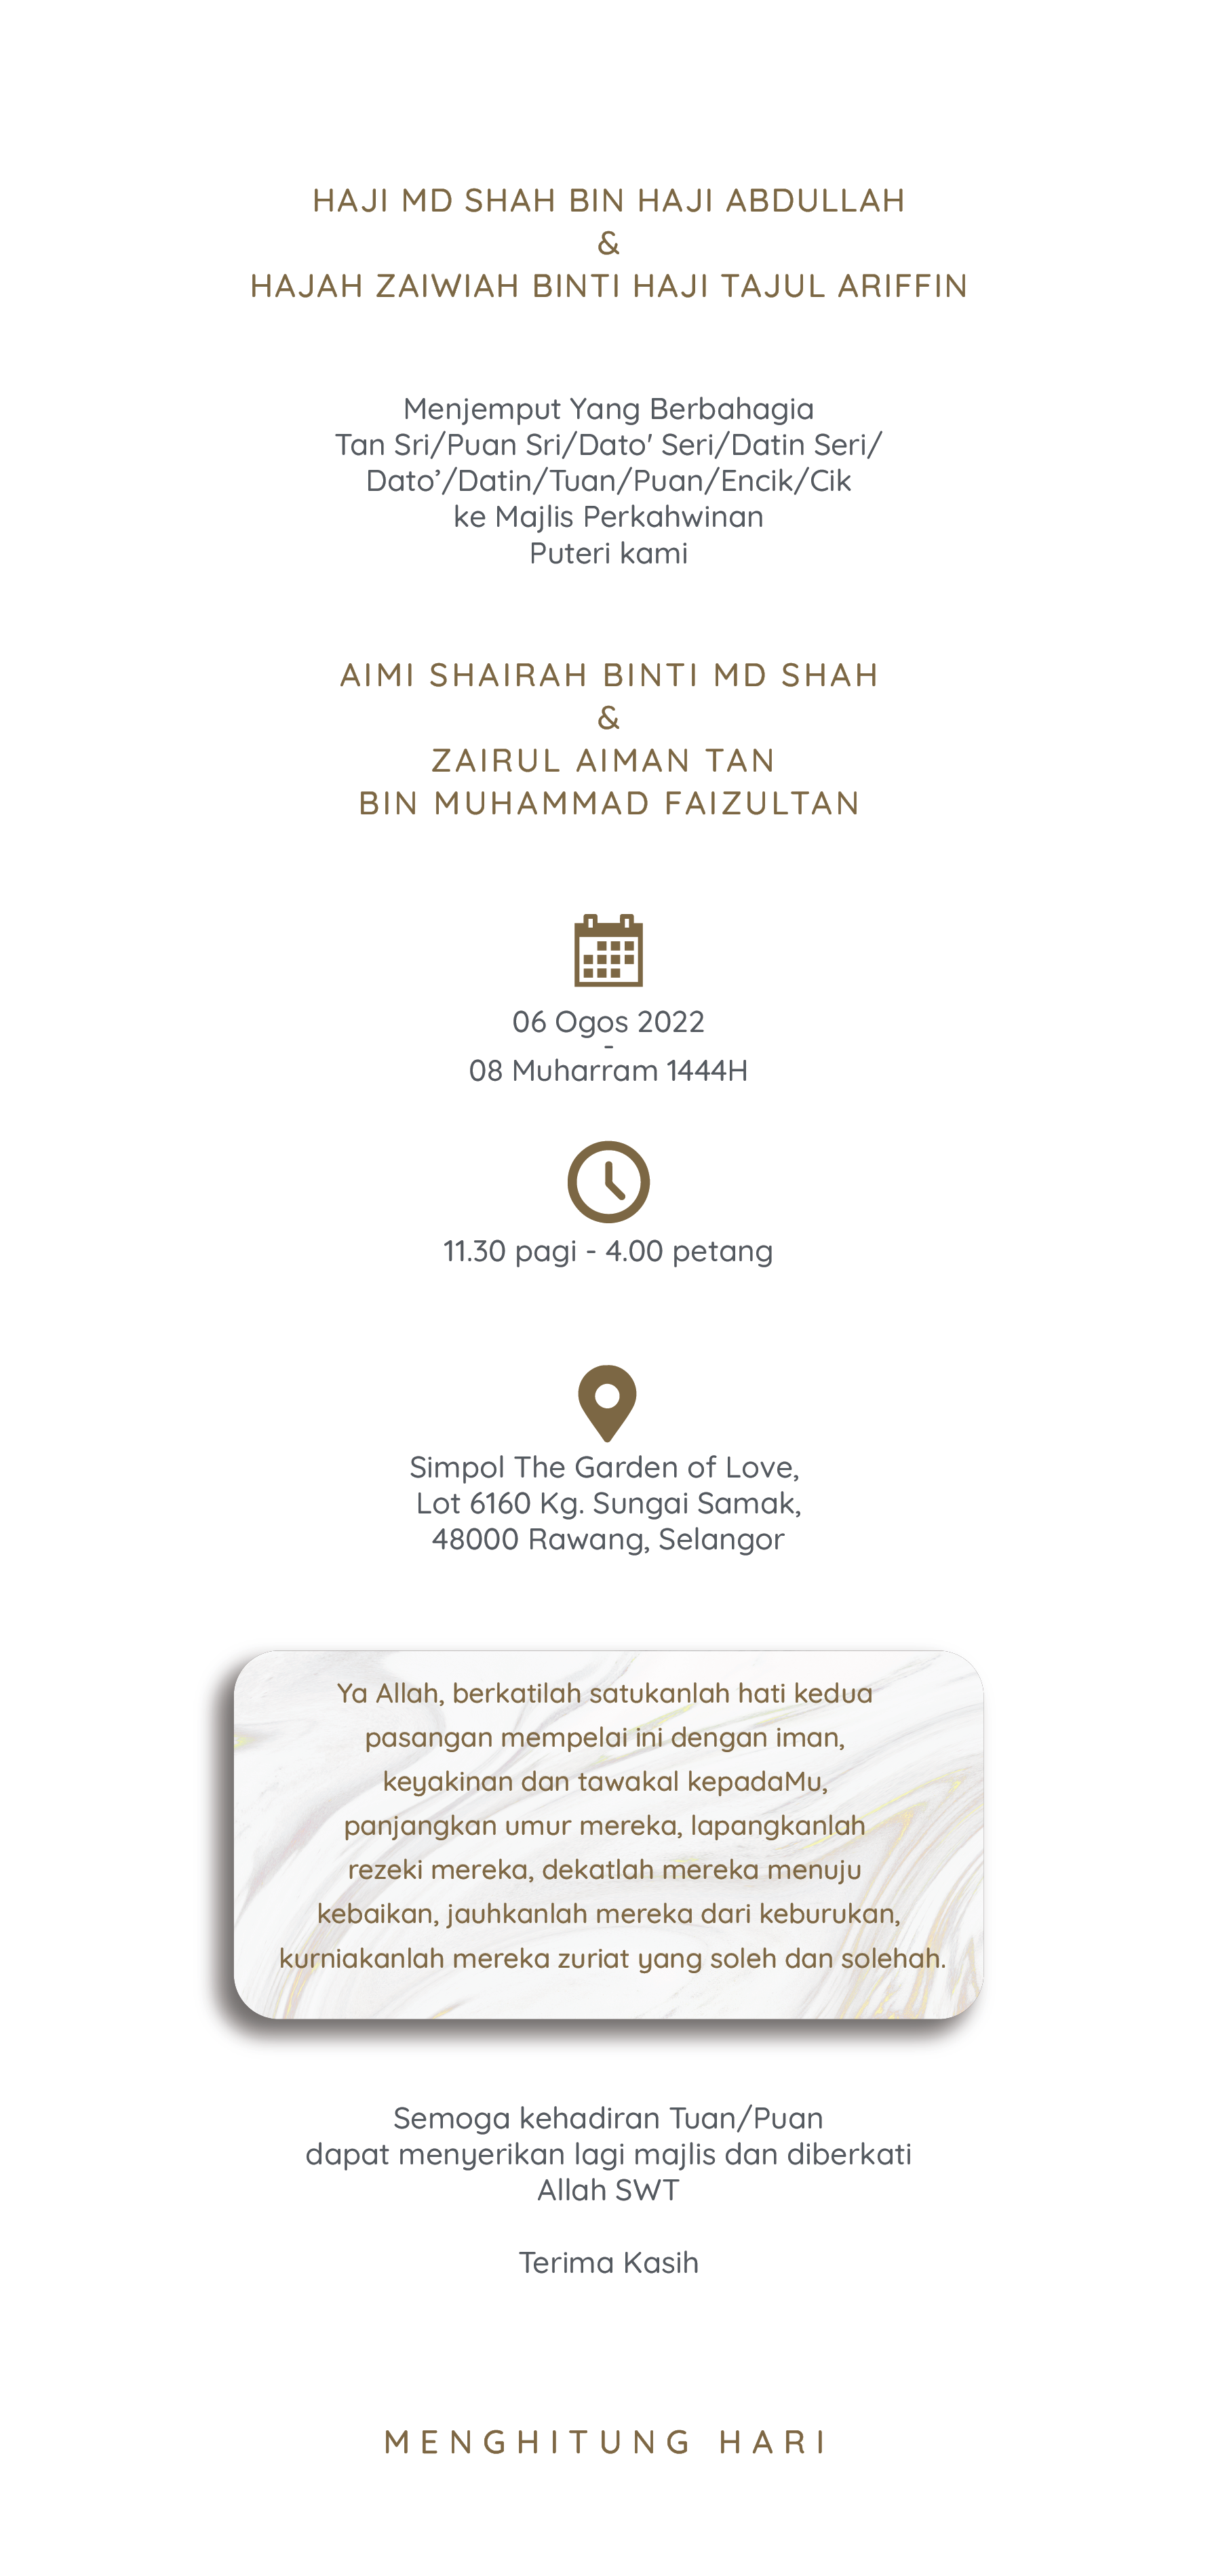 HAJI MD SHAH BIN HAJI ABDULLAH
&
HAJAH ZAIWIAH BINTI HAJI TAJUL ARIFFIN
Menjemput Yang Berbahagia
Tan Sri/Puan Sri/Dato' Seri/Datin Seri/
Dato’/Datin/Tuan/Puan/Encik/Cik
ke Majlis Perkahwinan
Puteri kami
AIMI SHAIRAH BINTI MD SHAH
&
ZAIRUL AIMAN TAN
BIN MUHAMMAD FAIZULTAN
06 Ogos 2022
-
08 Muharram 1444H
11.30 pagi - 4.00 petang
Simpol The Garden of Love,
Lot 6160 Kg. Sungai Samak,
48000 Rawang, Selangor
Ya Allah, berkatilah satukanlah hati kedua
pasangan mempelai ini dengan iman,
keyakinan dan tawakal kepadaMu,
panjangkan umur mereka, lapangkanlah
rezeki mereka, dekatlah mereka menuju
kebaikan, jauhkanlah mereka dari keburukan,
kurniakanlah mereka zuriat yang soleh dan solehah.
Semoga kehadiran Tuan/Puan
dapat menyerikan lagi majlis dan diberkati
Allah SWT
Terima Kasih
MENGHITUNG HARI